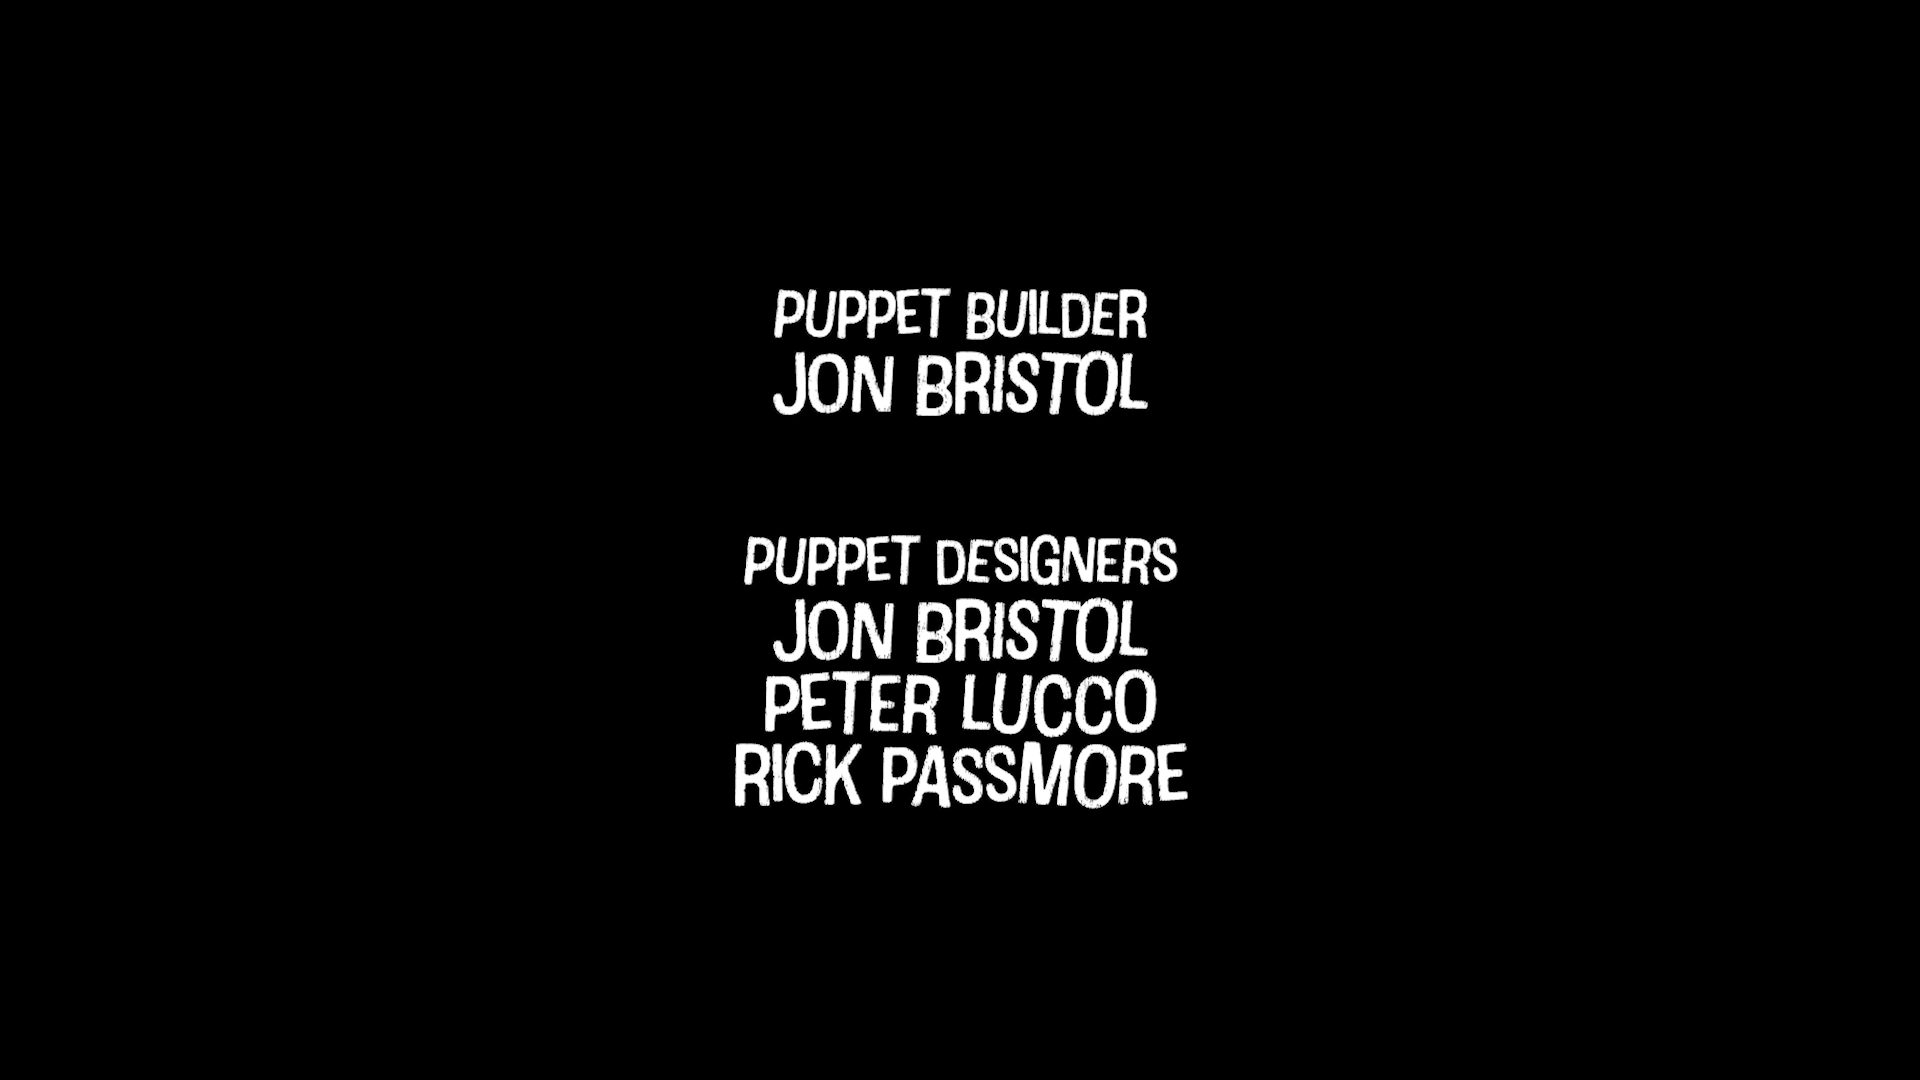 PUPPET BUILDER
JON BRISTOL
PUPPET DESIGNERS
JON BRISTOL
PETER LUCCO
RICK PASSMORE